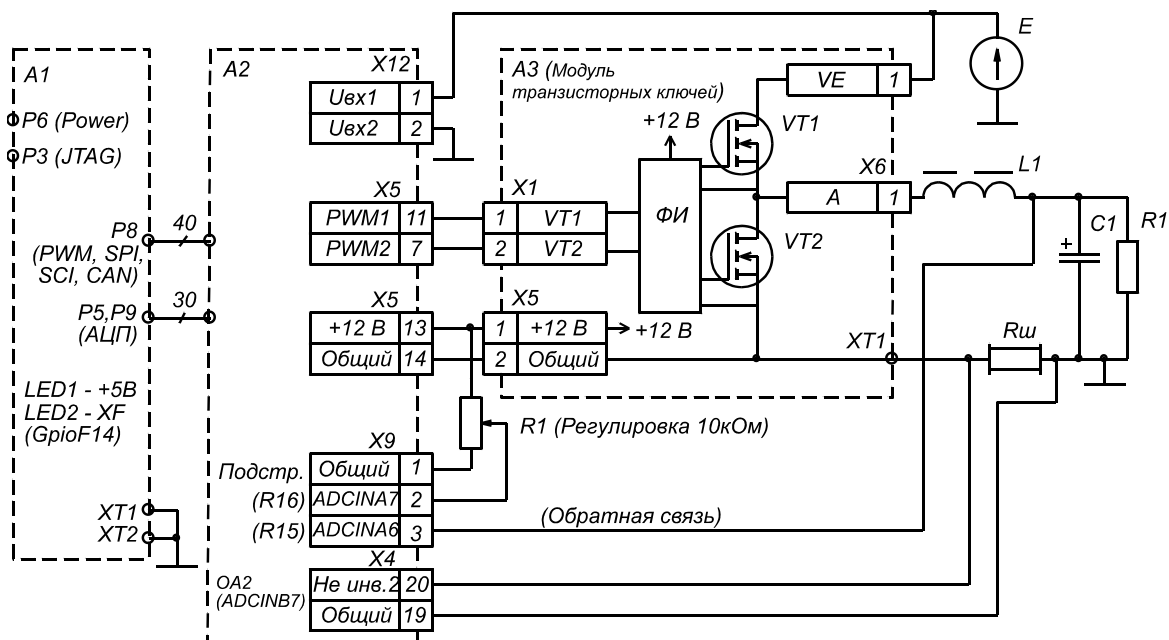 E
A1
A2
X12
A3 (Модуль
транзисторных ключей)
VE 1
Uвх1 1
Uвх2 2
P6 (Power)
P3 (JTAG)
+12 В
VT1
X6
L1
A 1
X5
X1
PWM1 11
1 VT1
PWM2 7
2 VT2
ФИ
VT2
C1
+
R1
P8
40
(PWM, SPI,
SCI, CAN)
P5,P9
30
(АЦП)
X5
X5
+12 В 13
1 +12 В
+12 В
Общий 14
2 Общий
XT1
Rш
LED1 - +5В
LED2 - XF
(GpioF14)
R1 (Регулировка 10кОм)
X9
Подстр.
Общий 1
(R16)
ADCINA7 2
(R15)
ADCINA6 3
(Обратная связь)
XT1
XT2
X4
OA2
(ADCINB7)
Не инв.2 20
Общий 19